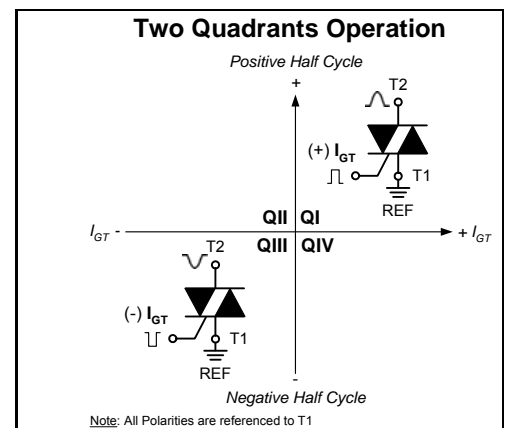 Two Quadrants Operation
Positive Half Cycle
+
T2
(+) IGT
T1
REF
QII QI
IGT -
+ IGT
QIII QIV
T2
(-) IGT
T1
REF
-
Negative Half Cycle
Note: All Polarities are referenced to T1